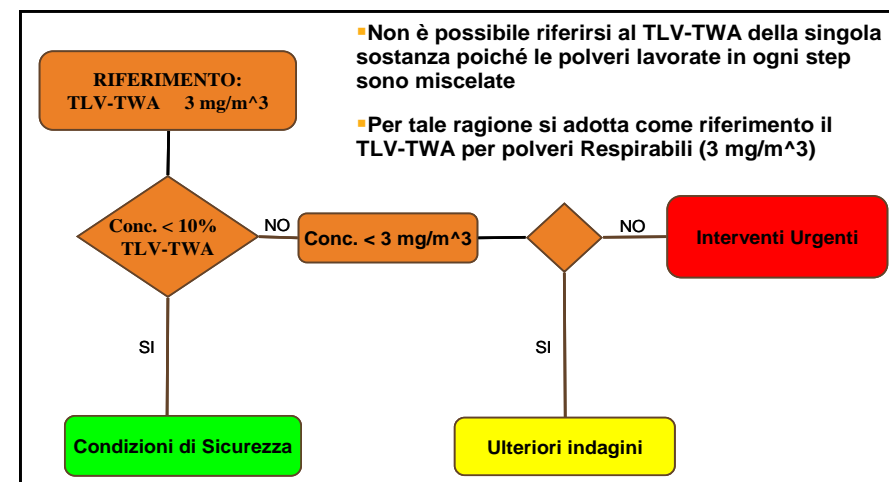 ▪Non è possibile riferirsi al TLV-TWA della singola
sostanza poiché le polveri lavorate in ogni step
sono miscelate
▪Per tale ragione si adotta come riferimento il
TLV-TWA per polveri Respirabili (3 mg/m^3)
RIFERIMENTO:
TLV-TWA 3 mg/m^3
Conc. < 10%
TLV-TWA
NO
Conc. < 3 mg/m^3
NO
Interventi Urgenti
SI
SI
Condizioni di Sicurezza
Ulteriori indagini